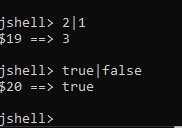 jshell> 2|1
$19 ==> 3
jshell> true|false
$20 ==> true
jshell>